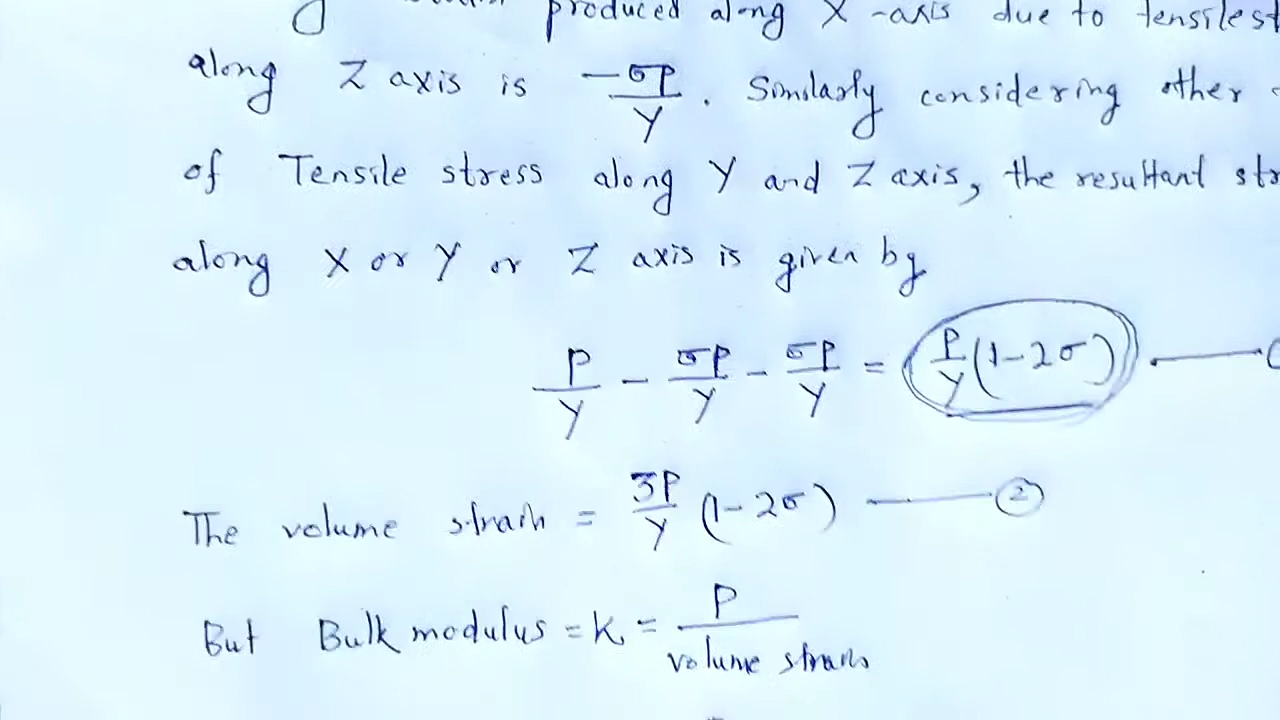 produced along X-axis due to tensile
along Z axis is -σP/Y. Similarly considering other
of Tensile stress along Y and Z axis, the resultant
along X or Y or Z axis is given by
P/Y - σP/Y - σP/Y = P/Y (1-2σ)
The volume strain = 3P/Y (1-2σ) ②
But Bulk modulus = K = P/volume strain